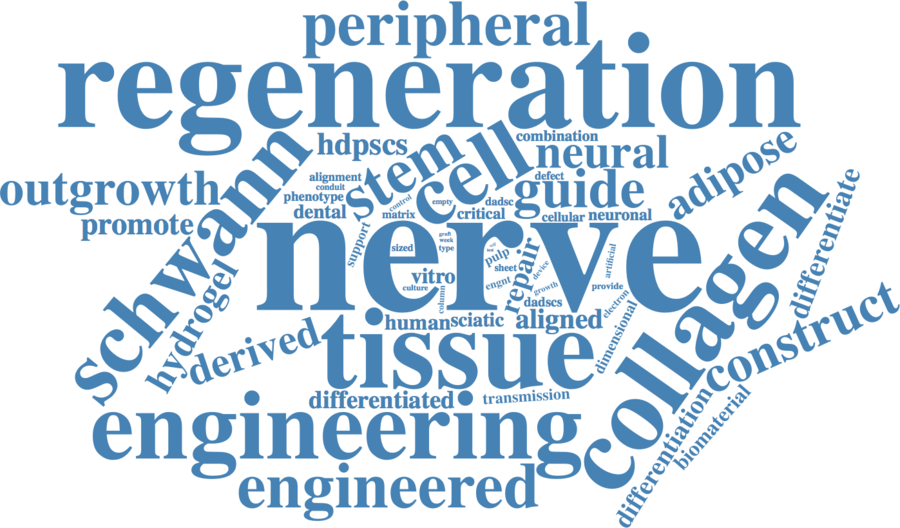 peripheral
regeneration
combination
hdpscs
stem
cell
neural
adipose
schwann
outgrowth
promote
alignment
conduit
phenotype
dental
control
matrix
empty
dadsc
critical
defect
guide
cellular
neuronal
nerve
support
sized
graft
week
type
pulp
sheet
repair
device
engnt
growth
artificial
provide
vitro
culture
column
dadscs
electron
human
sciatic
aligned
dimensional
collagen
differentiate
construct
hydrogel
derived
tissue
differentiated
transmission
engineering
engineered
differentiation
biomaterial